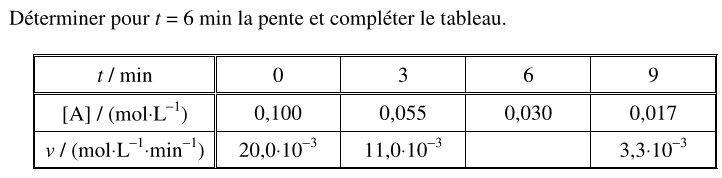 Déterminer pour t = 6 min la pente et compléter le tableau.
t / min 0 3 6 9
[A] / (mol·L⁻¹) 0,100 0,055 0,030 0,017
v / (mol·L⁻¹·min⁻¹) 20,0·10⁻³ 11,0·10⁻³ 3,3·10⁻³